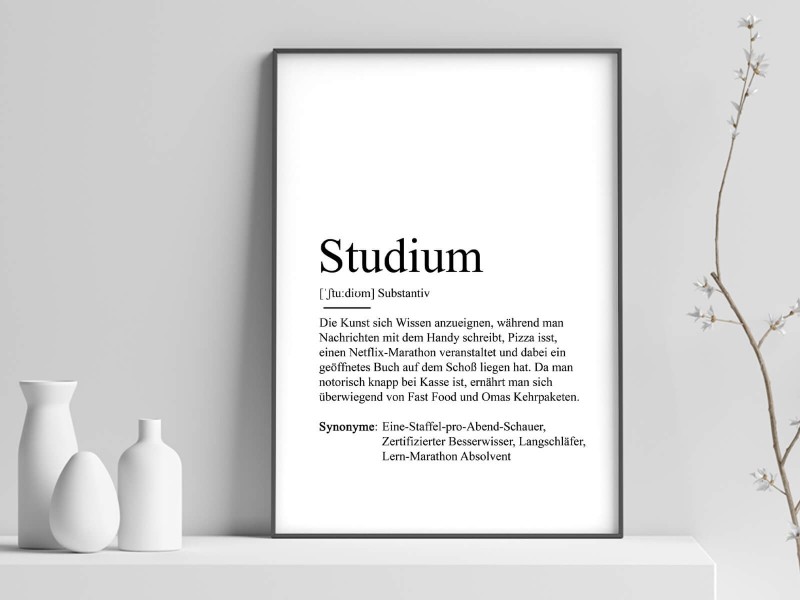 Studium
[ˈʃtuːdiʊm] Substantiv
Die Kunst sich Wissen anzueignen, während man
Nachrichten mit dem Handy schreibt, Pizza isst,
einen Netflix-Marathon veranstaltet und dabei ein
geöffnetes Buch auf dem Schoß liegen hat. Da man
notorisch knapp bei Kasse ist, ernährt man sich
überwiegend von Fast Food und Omas Kehrpaketen.
Synonyme: Eine-Staffel-pro-Abend-Schauer,
Zertifizierter Besserwisser, Langschläfer,
Lern-Marathon Absolvent